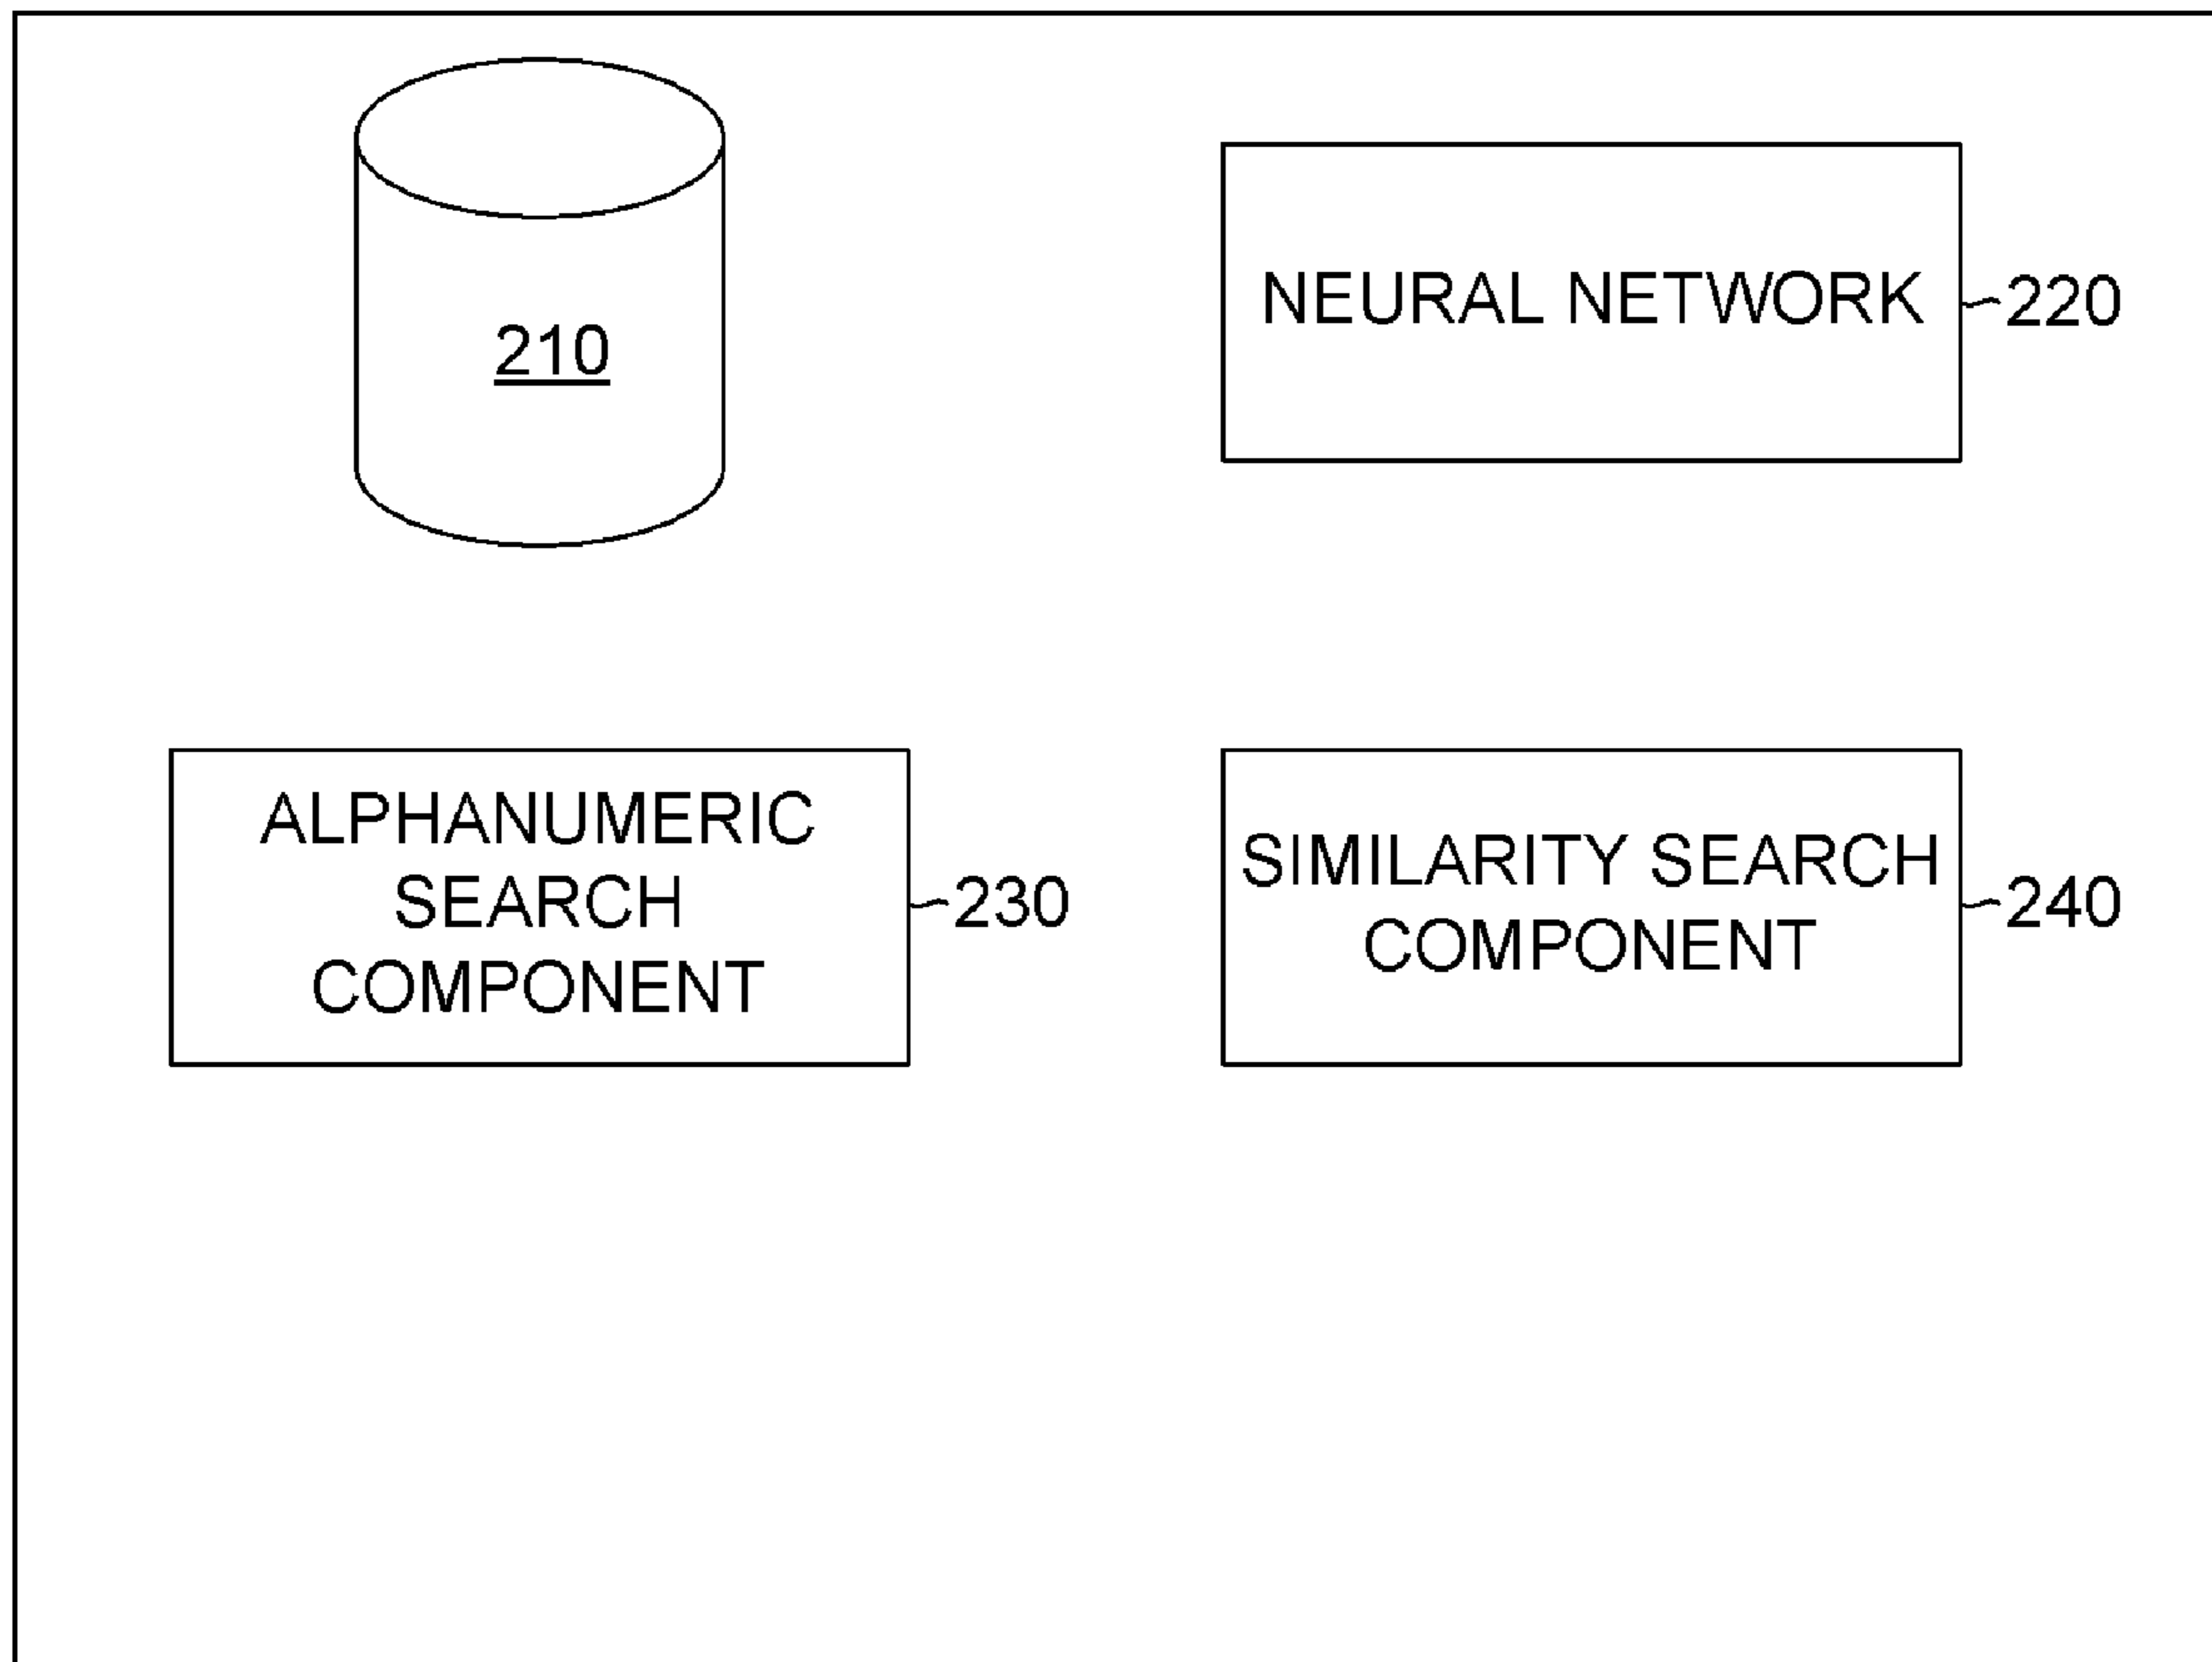 210
NEURAL NETWORK
220
ALPHANUMERIC
SEARCH
COMPONENT
230
SIMILARITY SEARCH
COMPONENT
240